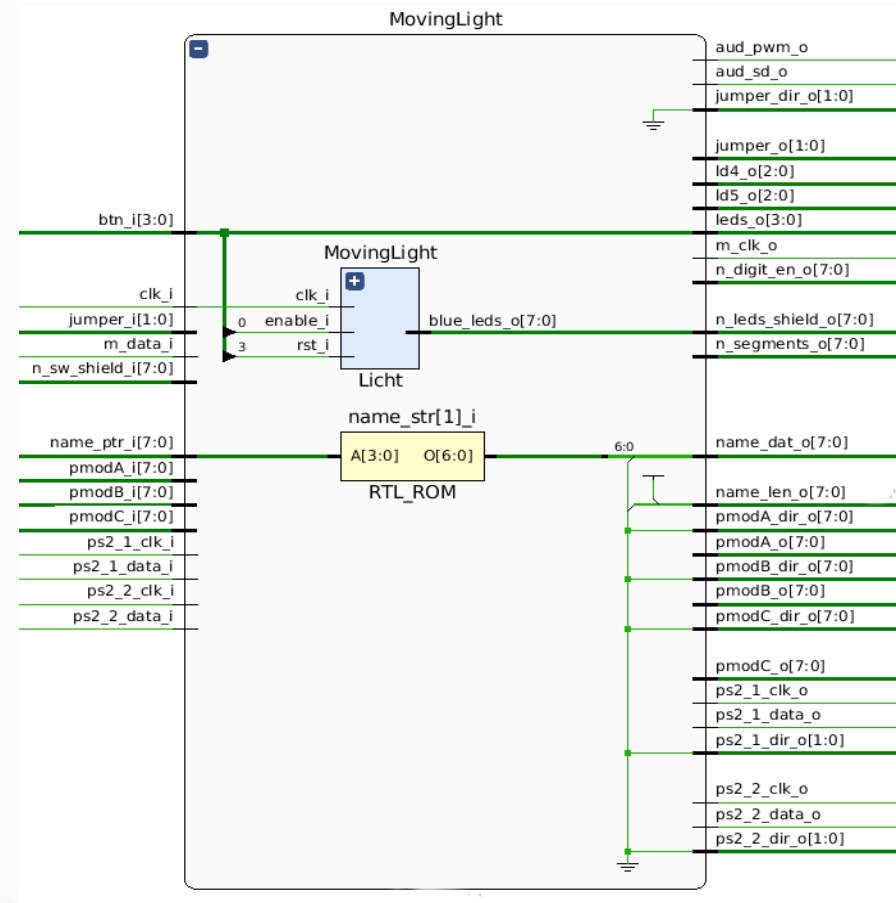 MovingLight
aud_pwm_o
aud_sd_o
jumper_dir_o[1:0]
jumper_o[1:0]
ld4_o[2:0]
ld5_o[2:0]
btn_i[3:0]
leds_o[3:0]
m_clk_o
MovingLight
n_digit_en_o[7:0]
clk_i
clk_i
jumper_i[1:0]
0
enable_i
blue_leds_o[7:0]
n_leds_shield_o[7:0]
m_data_i
3
rst_i
n_segments_o[7:0]
n_sw_shield_i[7:0]
Licht
name_str[1]_i
name_ptr_i[7:0]
A[3:0]
O[6:0]
6:0
name_dat_o[7:0]
pmodA_i[7:0]
RTL_ROM
pmodB_i[7:0]
name_len_o[7:0]
pmodC_i[7:0]
pmodA_dir_o[7:0]
ps2_1_clk_i
pmodA_o[7:0]
ps2_1_data_i
pmodB_dir_o[7:0]
ps2_2_clk_i
pmodB_o[7:0]
ps2_2_data_i
pmodC_dir_o[7:0]
pmodC_o[7:0]
ps2_1_clk_o
ps2_1_data_o
ps2_1_dir_o[1:0]
ps2_2_clk_o
ps2_2_data_o
ps2_2_dir_o[1:0]